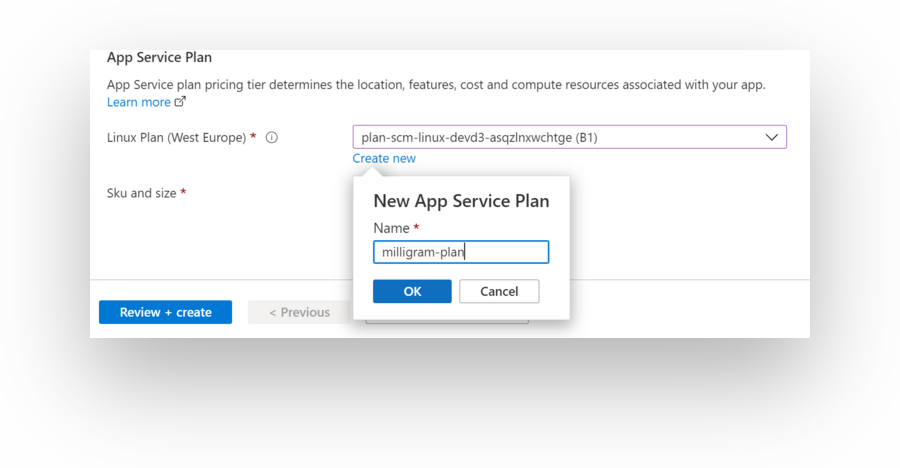 App Service Plan
App Service plan pricing tier determines the location, features, cost and compute resources associated with your app.
Learn more
Linux Plan (West Europe) *
plan-scm-linux-devd3-asqzlnxwchtge (B1)
Create new
Sku and size *
New App Service Plan
Name *
milligram-plan
OK
Cancel
Review + create
< Previous